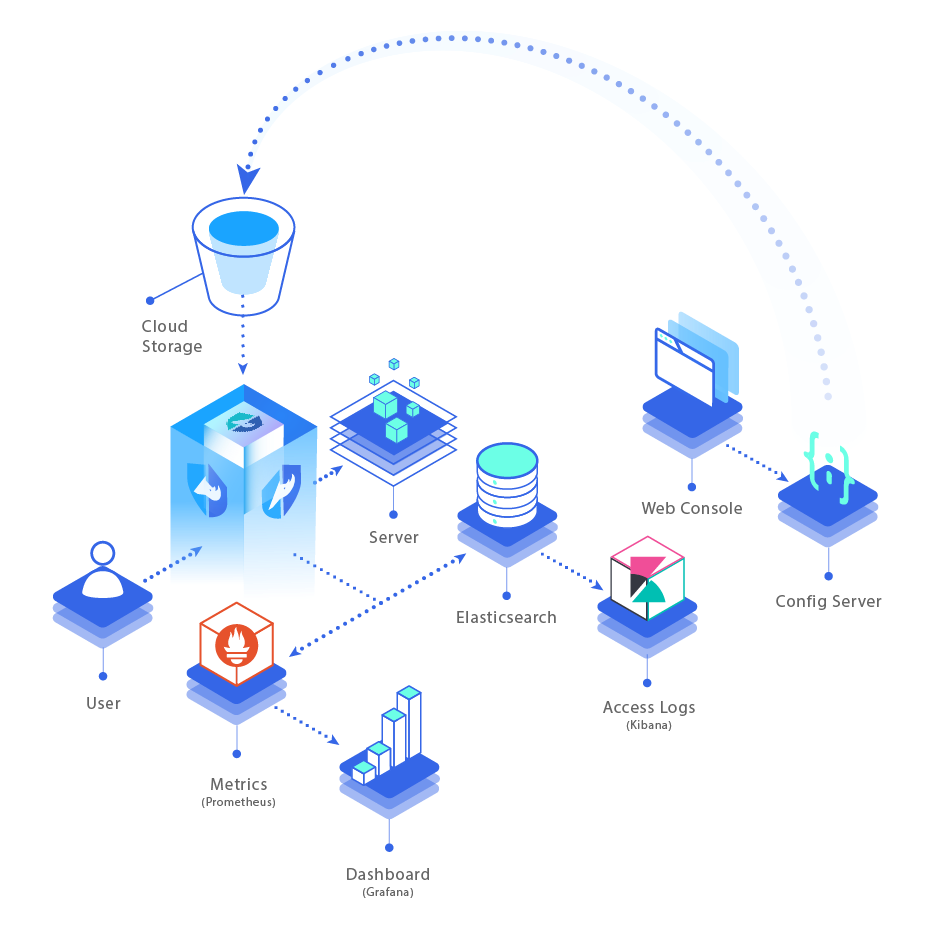 Cloud
Storage
Server
Web Console
Config Server
Elasticsearch
User
Access Logs
(Kibana)
Metrics
(Prometheus)
Dashboard
(Grafana)